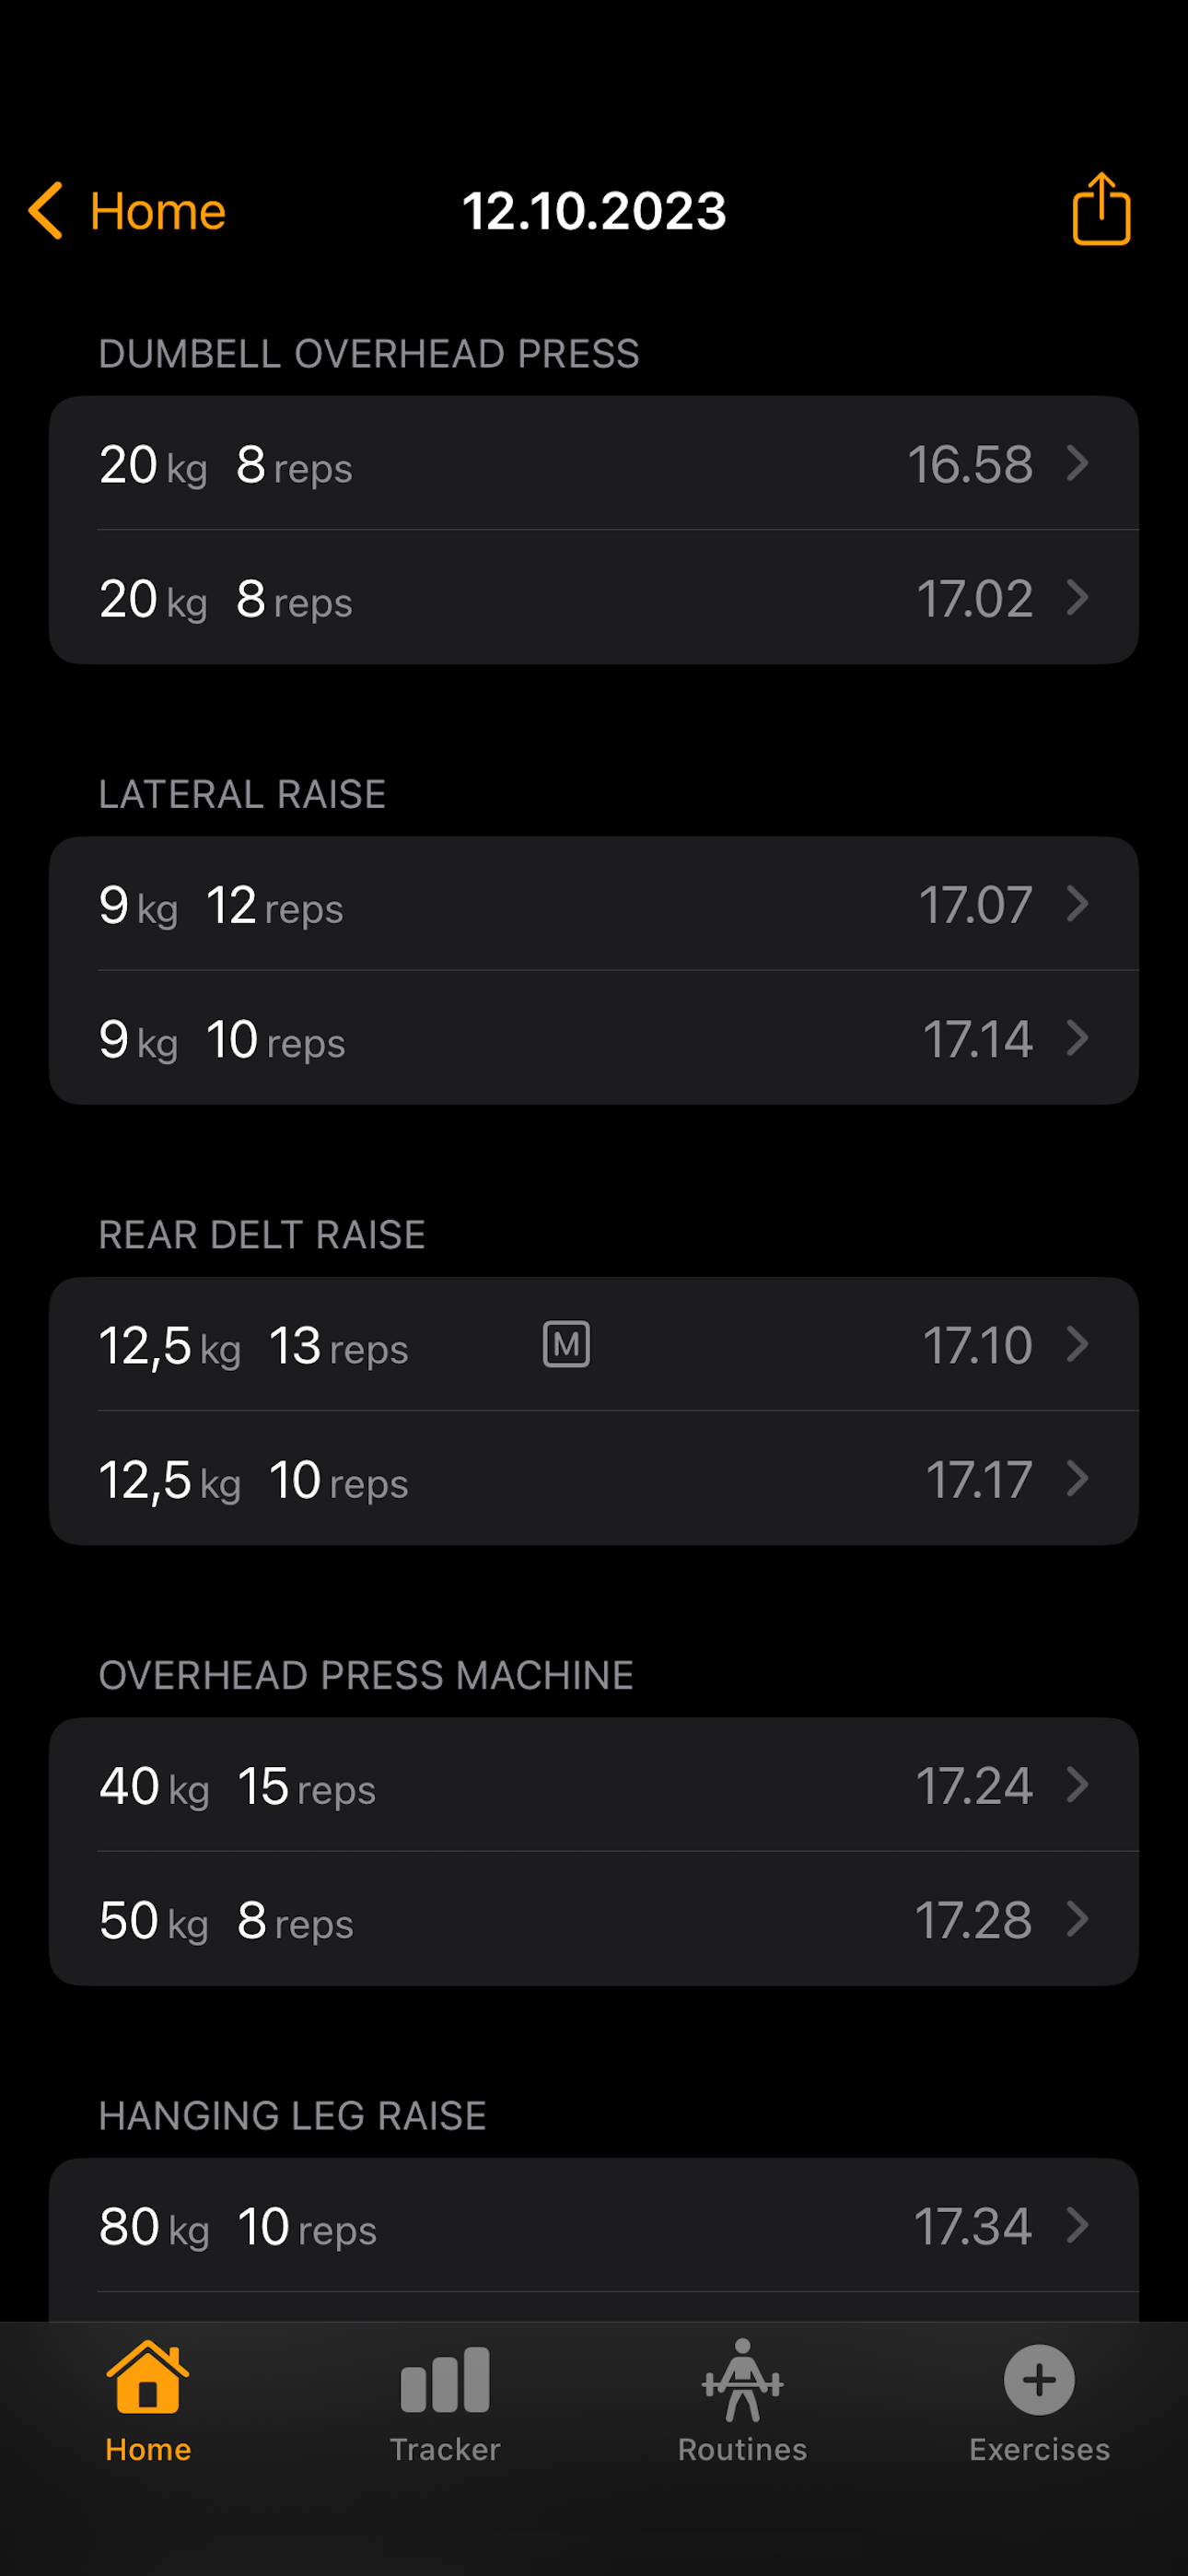 Home 12.10.2023
DUMBELL OVERHEAD PRESS
20 kg 8 reps 16.58
20 kg 8 reps 17.02
LATERAL RAISE
9 kg 12 reps 17.07
9 kg 10 reps 17.14
REAR DELT RAISE
12,5 kg 13 reps M 17.10
12,5 kg 10 reps 17.17
OVERHEAD PRESS MACHINE
40 kg 15 reps 17.24
50 kg 8 reps 17.28
HANGING LEG RAISE
80 kg 10 reps 17.34
Home Tracker Routines Exercises